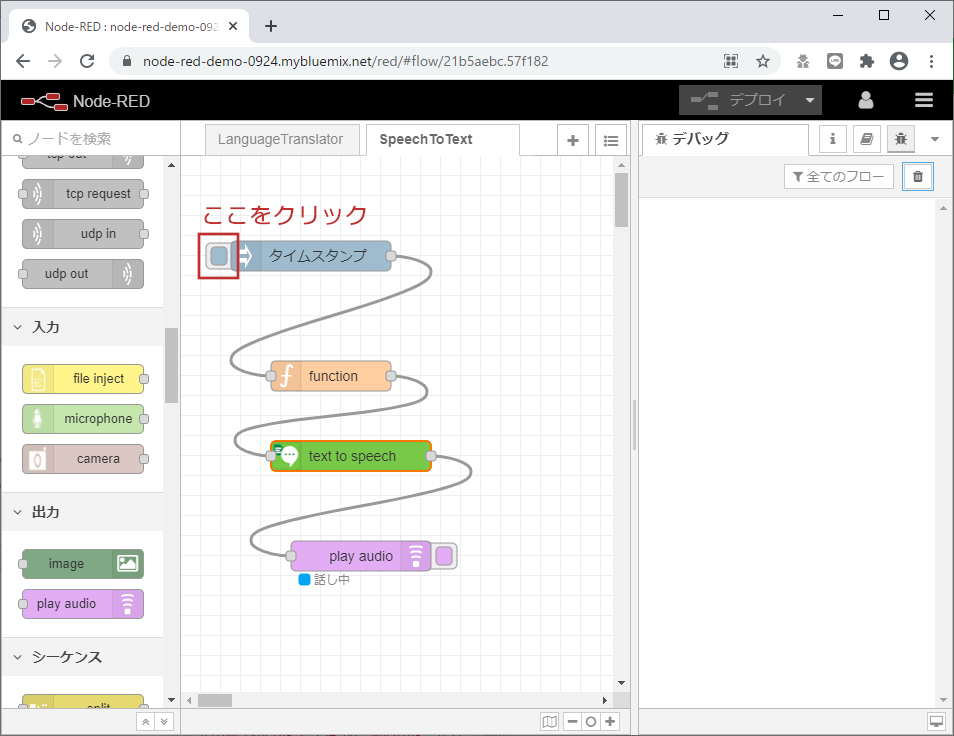 Node-RED : node-red-demo-092
node-red-demo-0924.mybluemix.net/red/#flow/21b5aebc.57f182
Node-RED
デプロイ
ノードを検索
LanguageTranslator
SpeechToText
デバッグ
全てのフロー
tcp out
tcp request
udp in
udp out
入力
file inject
microphone
camera
出力
image
play audio
シーケンス
split
ここをクリック
タイムスタンプ
function
text to speech
play audio
話し中